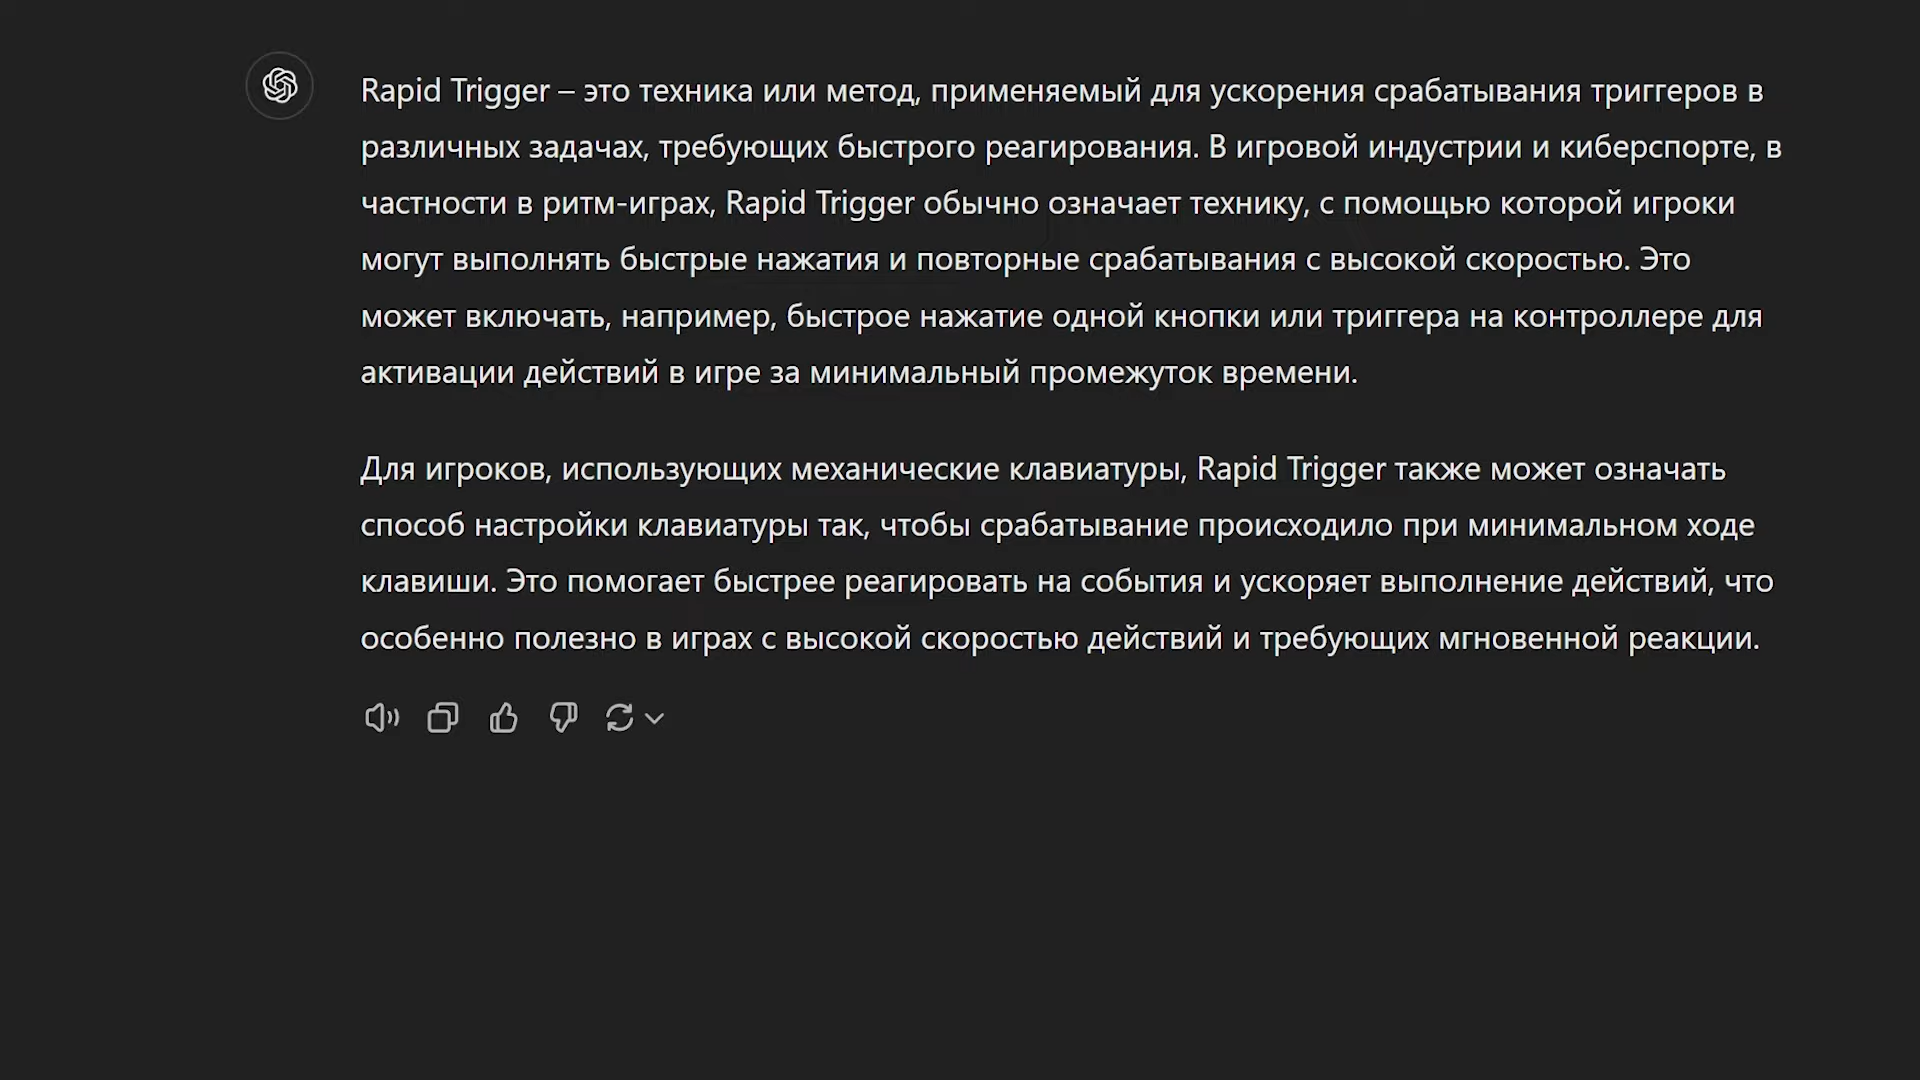 Rapid Trigger – это техника или метод, применяемый для ускорения срабатывания триггеров в
различных задачах, требующих быстрого реагирования. В игровой индустрии и киберспорте, в
частности в ритм-играх, Rapid Trigger обычно означает технику, с помощью которой игроки
могут выполнять быстрые нажатия и повторные срабатывания с высокой скоростью. Это
может включать, например, быстрое нажатие одной кнопки или триггера на контроллере для
активации действий в игре за минимальный промежуток времени.
Для игроков, использующих механические клавиатуры, Rapid Trigger также может означать
способ настройки клавиатуры так, чтобы срабатывание происходило при минимальном ходе
клавиши. Это помогает быстрее реагировать на события и ускоряет выполнение действий, что
особенно полезно в играх с высокой скоростью действий и требующих мгновенной реакции.